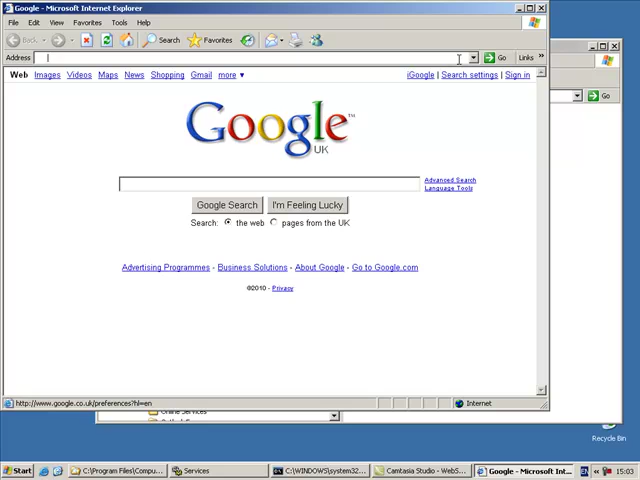 Google - Microsoft Internet Explorer
File Edit View Favorites Tools Help
Back Search Favorites
Address Go Links »
Web Images Videos Maps News Shopping Gmail more ▼ iGoogle | Search settings | Sign in
Google™
UK
Advanced Search
Language Tools
Google Search I'm Feeling Lucky
Search: the web pages from the UK
Advertising Programmes - Business Solutions - About Google - Go to Google.com
©2010 - Privacy
http://www.google.co.uk/preferences?hl=en Internet
Go
Online Services
Recycle Bin
Start C:\Program Files\Compu... Services C:\WINDOWS\system32... Camtasia Studio - WebS... Google - Microsoft Int... EN « 15:03